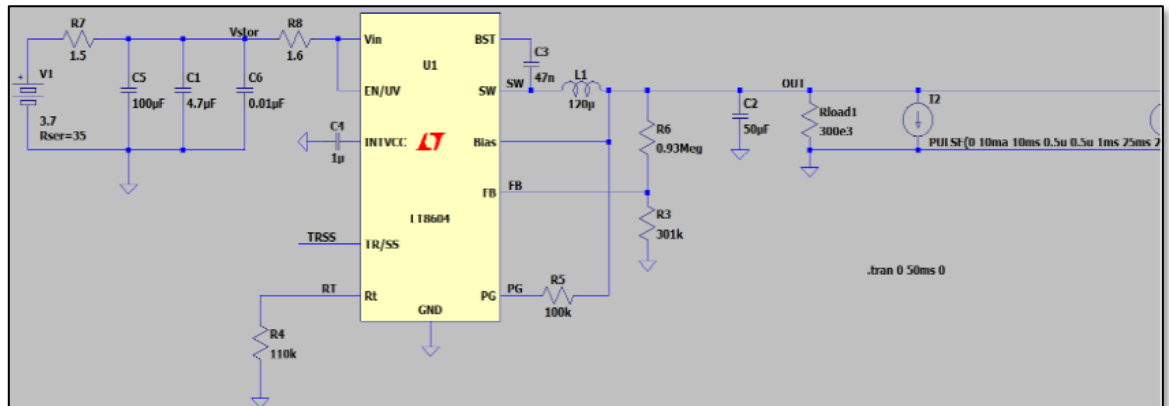 R7
1.5
V1
3.7
Rser=35
C5
100µF
C1
4.7µF
C6
0.01µF
Vstor
R8
1.6
C4
1µ
TRSS
RT
R4
110k
Vin
EN/UV
INTVCC
TR/SS
Rt
U1
LT8604
GND
BST
SW
Bias
FB
PG
C3
47n
SW
L1
120µ
FB
R6
0.93Meg
R3
301k
PG
R5
100k
C2
50µF
OUT
Rload1
300e3
I2
PULSE(0 10ma 10ms 0.5u 0.5u 1ms 25ms 2
.tran 0 50ms 0